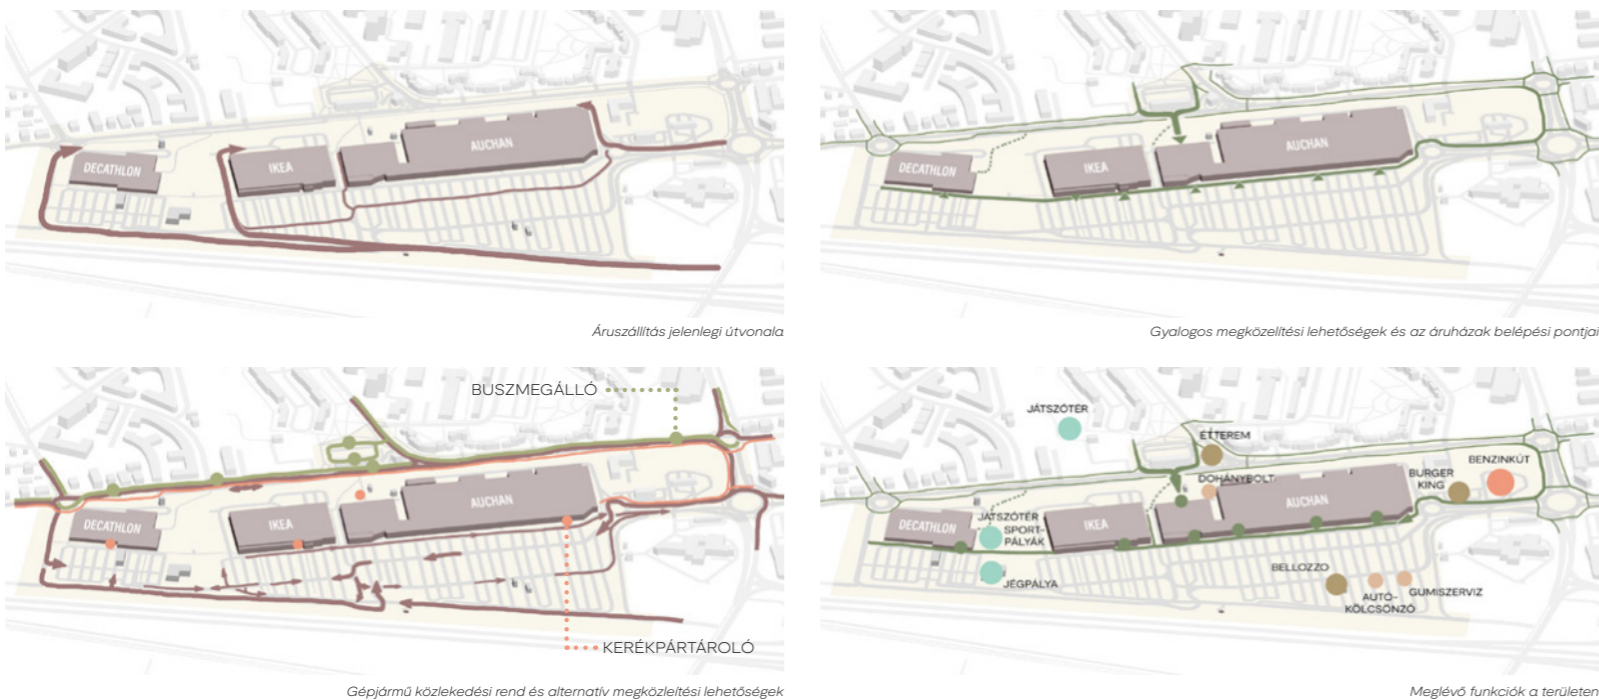 DECATHLON
IKEA
AUCHAN
Áruszállítás jelenlegi útvonala
DECATHLON
IKEA
AUCHAN
Gyalogos megközelítési lehetőségek és az áruházak belépési pontjai
BUSZMEGÁLLÓ
DECATHLON
IKEA
AUCHAN
KERÉKPÁRTÁROLÓ
Gépjármű közlekedési rend és alternatív megközleítési lehetőségek
JÁTSZÓTÉR
ÉTTEREM
DOHÁNYBOLT
BURGER
KING
BENZINKÚT
DECATHLON
IKEA
AUCHAN
JÁTSZÓTÉR
SPORT-
PÁLYÁK
JÉGPÁLYA
BELLOZZO
AUTÓ-
KÖLCSÖNZŐ
GUMISZERVIZ
Meglévő funkciók a területen